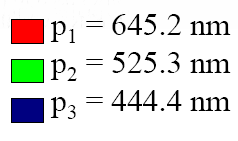 p₁ = 645.2 nm
p₂ = 525.3 nm
p₃ = 444.4 nm